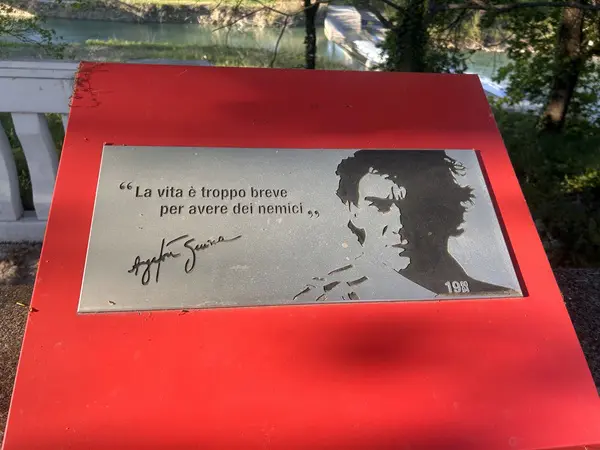 “La vita è troppo breve
per avere dei nemici„
Ayrton Senna